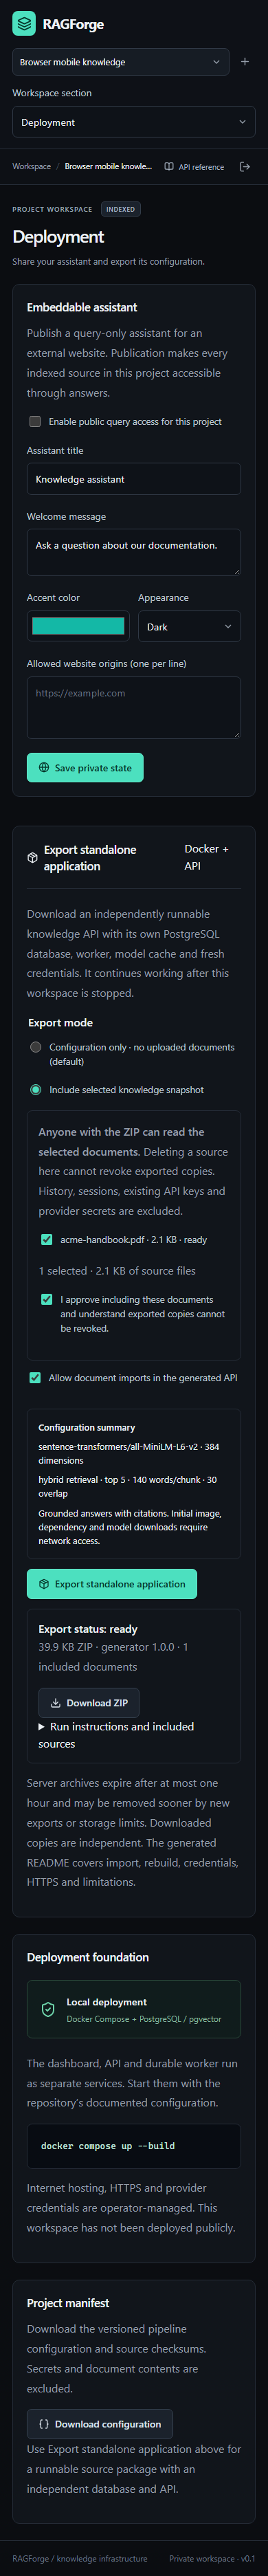 RAGForge
Browser mobile knowledge
Workspace section
Deployment
Workspace / Browser mobile knowle... API reference
PROJECT WORKSPACE INDEXED
Deployment
Share your assistant and export its configuration.
Embeddable assistant
Publish a query-only assistant for an
external website. Publication makes every
indexed source in this project accessible
through answers.
Enable public query access for this project
Assistant title
Knowledge assistant
Welcome message
Ask a question about our documentation.
Accent color Appearance
Dark
Allowed website origins (one per line)
https://example.com
Save private state
Export standalone
application
Docker +
API
Download an independently runnable
knowledge API with its own PostgreSQL
database, worker, model cache and fresh
credentials. It continues working after this
workspace is stopped.
Export mode
Configuration only · no uploaded documents
(default)
Include selected knowledge snapshot
Anyone with the ZIP can read the
selected documents. Deleting a source
here cannot revoke exported copies.
History, sessions, existing API keys and
provider secrets are excluded.
acme-handbook.pdf · 2.1 KB · ready
1 selected · 2.1 KB of source files
I approve including these documents
and understand exported copies cannot
be revoked.
Allow document imports in the generated API
Configuration summary
sentence-transformers/all-MiniLM-L6-v2 · 384
dimensions
hybrid retrieval · top 5 · 140 words/chunk · 30
overlap
Grounded answers with citations. Initial image,
dependency and model downloads require
network access.
Export standalone application
Export status: ready
39.9 KB ZIP · generator 1.0.0 · 1
included documents
Download ZIP
Run instructions and included
sources
Server archives expire after at most one
hour and may be removed sooner by new
exports or storage limits. Downloaded
copies are independent. The generated
README covers import, rebuild, credentials,
HTTPS and limitations.
Deployment foundation
Local deployment
Docker Compose + PostgreSQL / pgvector
The dashboard, API and durable worker run
as separate services. Start them with the
repository's documented configuration.
docker compose up --build
Internet hosting, HTTPS and provider
credentials are operator-managed. This
workspace has not been deployed publicly.
Project manifest
Download the versioned pipeline
configuration and source checksums.
Secrets and document contents are
excluded.
Download configuration
Use Export standalone application above for
a runnable source package with an
independent database and API.
RAGForge / knowledge infrastructure Private workspace · v0.1